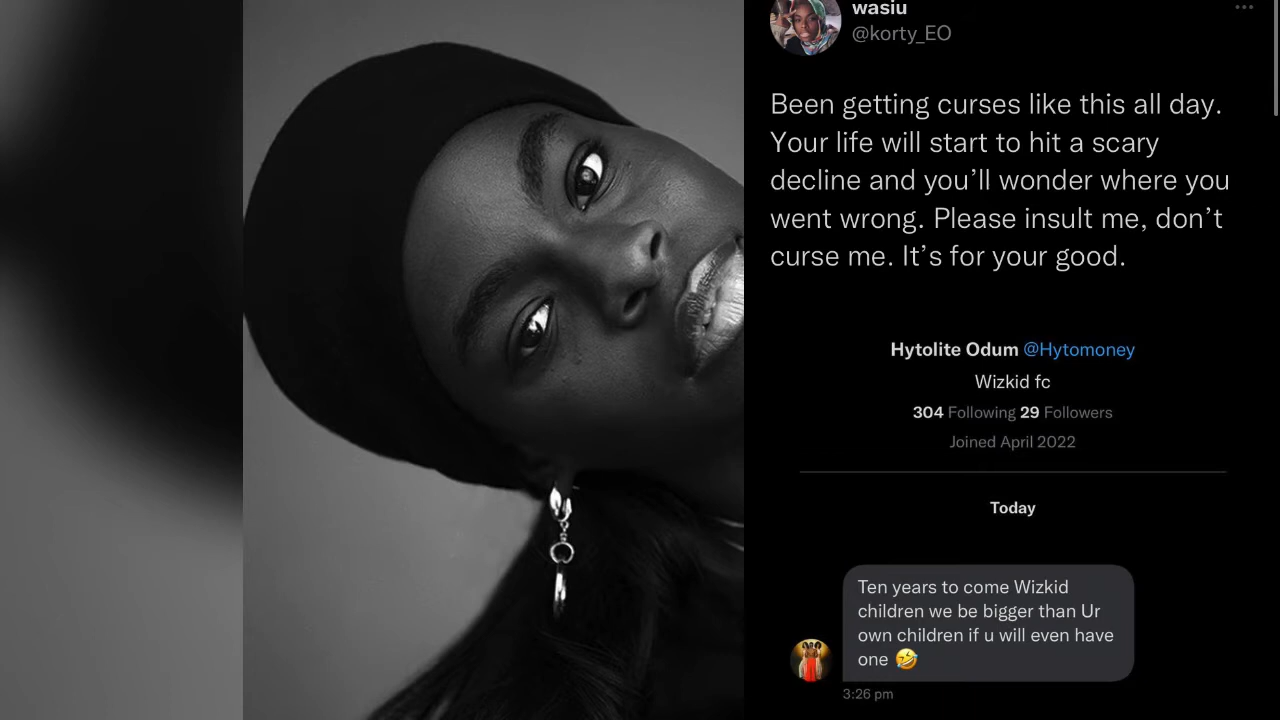 wasiu
@korty_EO
Been getting curses like this all day.
Your life will start to hit a scary
decline and you’ll wonder where you
went wrong. Please insult me, don’t
curse me. It’s for your good.
Hytolite Odum @Hytomoney
Wizkid fc
304 Following 29 Followers
Joined April 2022
Today
Ten years to come Wizkid
children we be bigger than Ur
own children if u will even have
one 🤣
3:26 pm